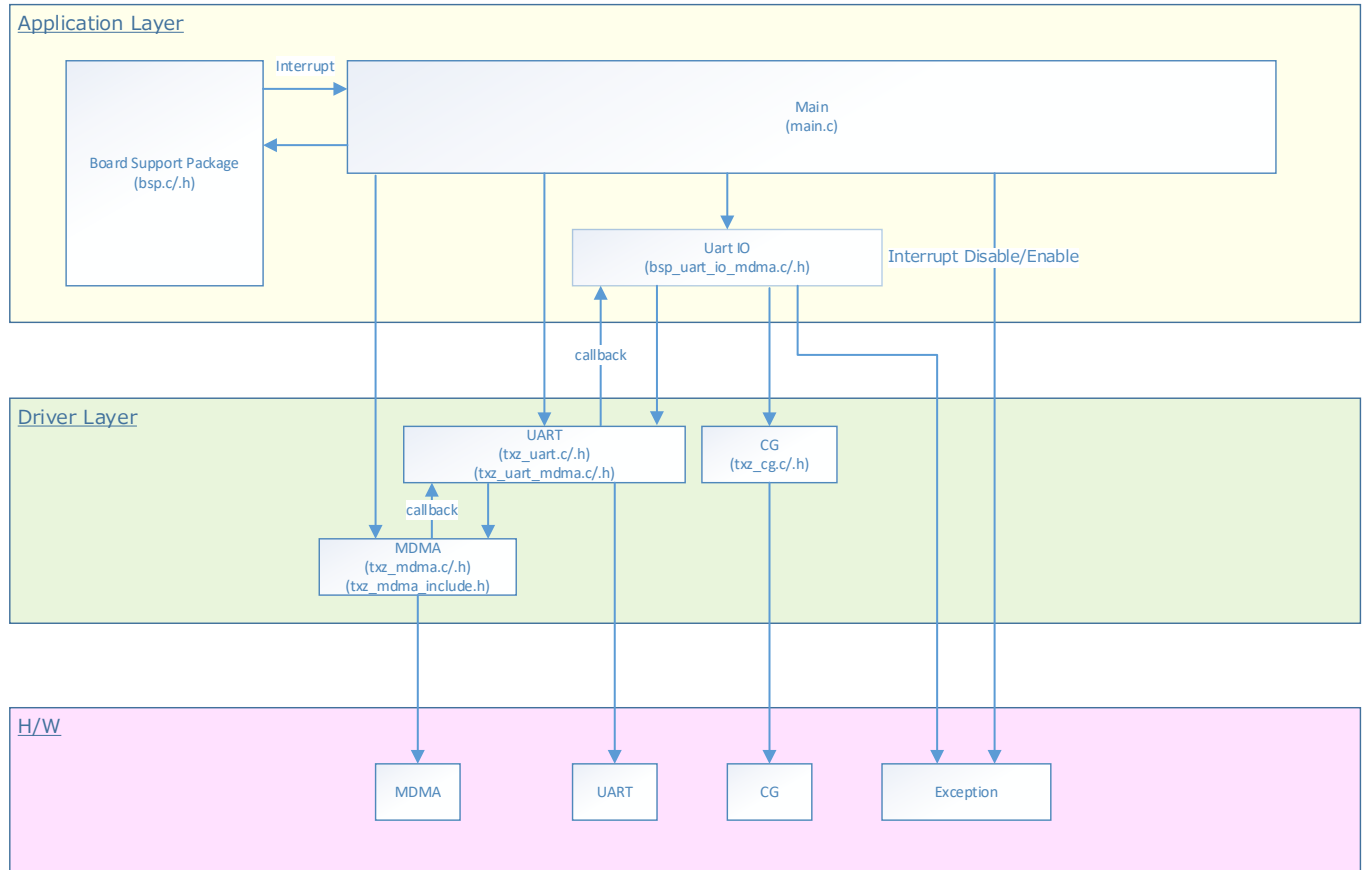 Application Layer
Interrupt
Main
(main.c)
Board Support Package
(bsp.c/.h)
Uart IO
(bsp_uart_io_mdma.c/.h)
Interrupt Disable/Enable
callback
Driver Layer
UART
(txz_uart.c/.h)
(txz_uart_mdma.c/.h)
CG
(txz_cg.c/.h)
callback
MDMA
(txz_mdma.c/.h)
(txz_mdma_include.h)
H/W
MDMA
UART
CG
Exception